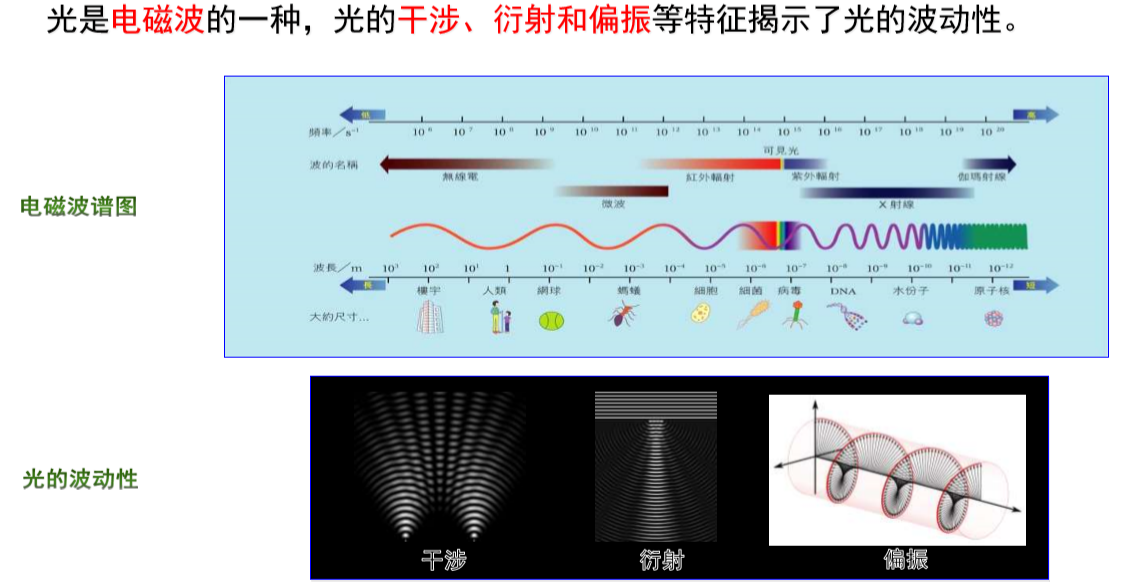 光是电磁波的一种，光的干涉、衍射和偏振等特征揭示了光的波动性。
电磁波谱图
低 高
頻率／s⁻¹ 10⁶ 10⁷ 10⁸ 10⁹ 10¹⁰ 10¹¹ 10¹² 10¹³ 10¹⁴ 10¹⁵ 10¹⁶ 10¹⁷ 10¹⁸ 10¹⁹ 10²⁰
可見光
波的名稱
無線電 紅外輻射 紫外輻射 伽瑪射線
微波 X 射線
波長／m 10³ 10² 10¹ 1 10⁻¹ 10⁻² 10⁻³ 10⁻⁴ 10⁻⁵ 10⁻⁶ 10⁻⁷ 10⁻⁸ 10⁻⁹ 10⁻¹⁰ 10⁻¹¹ 10⁻¹²
長 短
樓宇 人類 網球 螞蟻 細胞 細菌 病毒 DNA 水份子 原子核
大約尺寸...
光的波动性
干涉 衍射 偏振